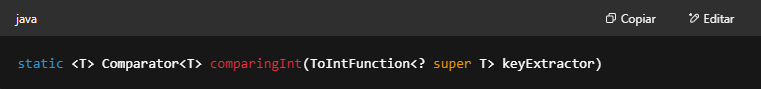 java
Copiar
Editar
static <T> Comparator<T> comparingInt(ToIntFunction<? super T> keyExtractor)